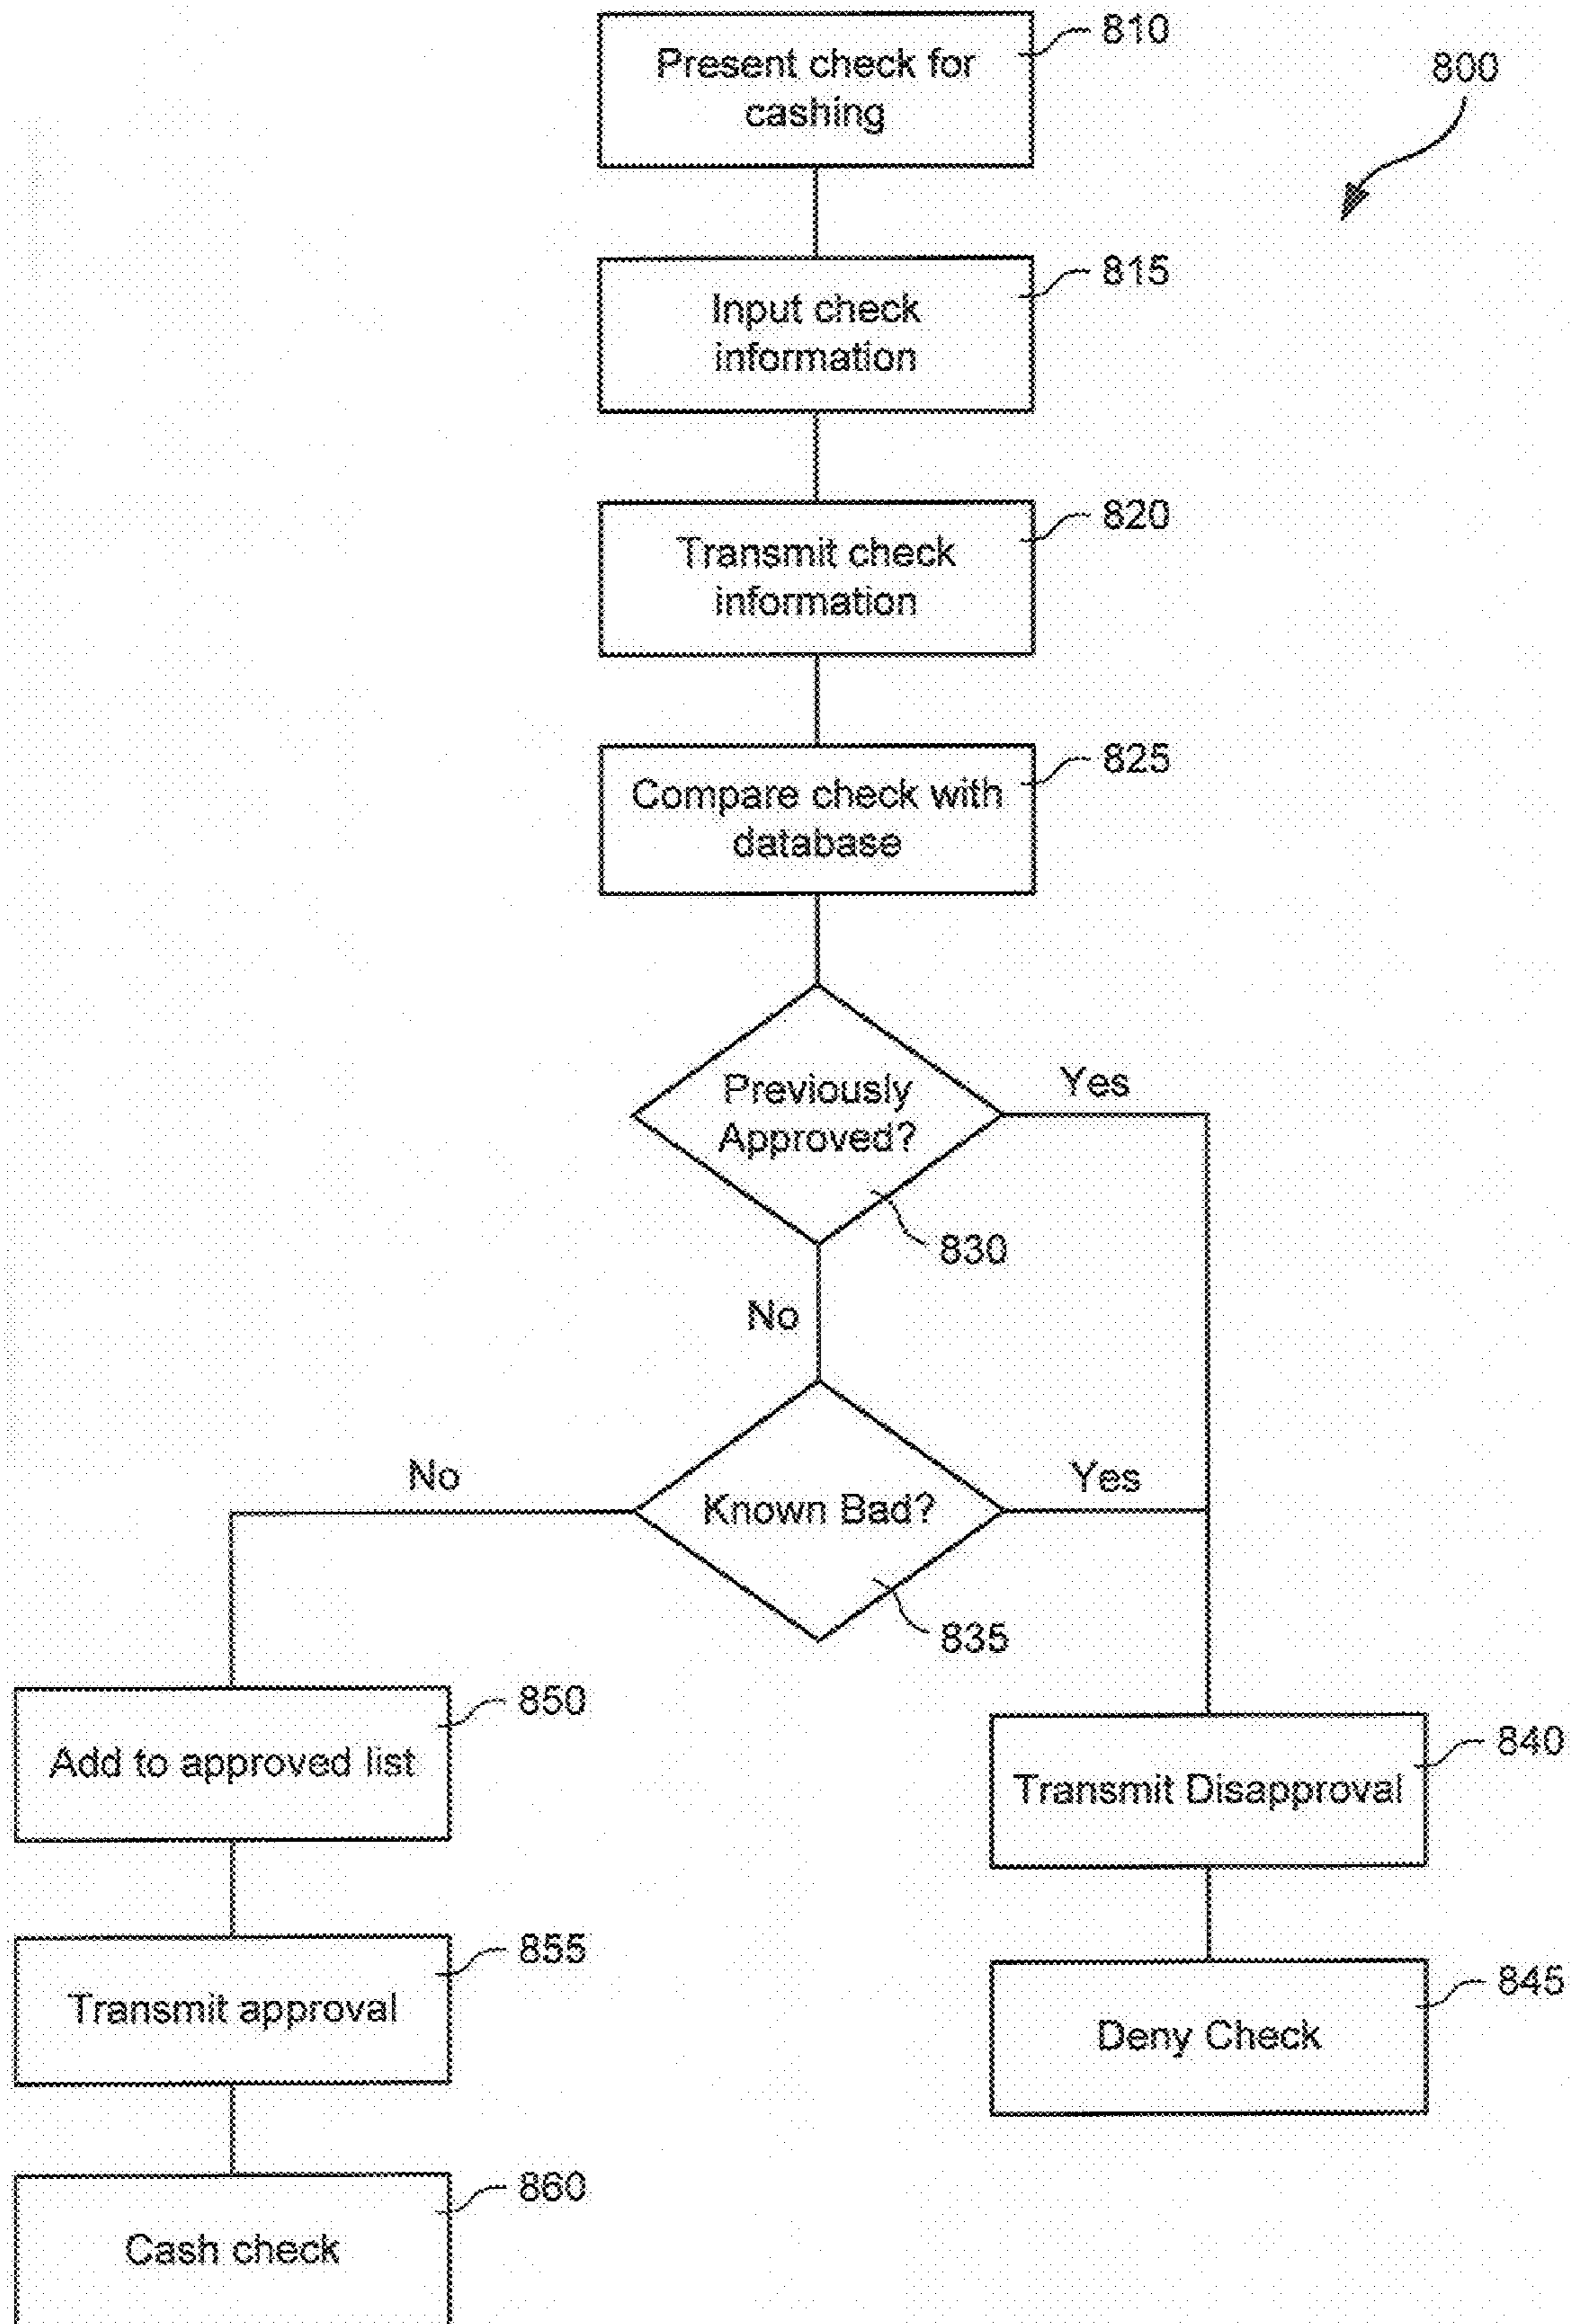 810
Present check for
cashing
800
815
Input check
information
820
Transmit check
information
825
Compare check with
database
Previously
Approved?
Yes
830
No
No
Known Bad?
Yes
835
850
Add to approved list
840
Transmit Disapproval
855
Transmit approval
845
Deny Check
860
Cash check